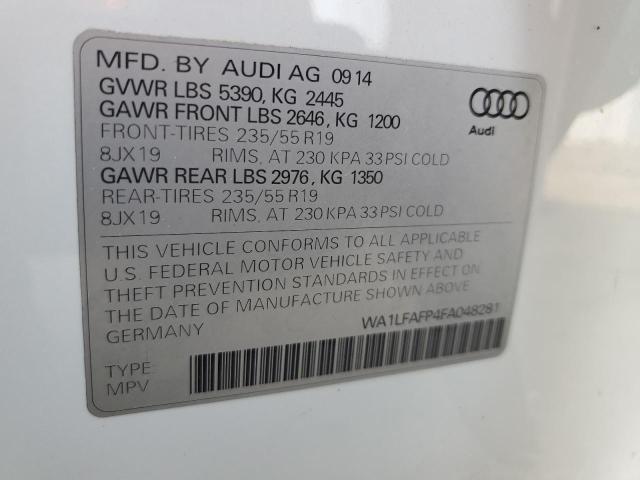 MFD. BY AUDI AG 09 14
GVWR LBS 5390, KG 2445
GAWR FRONT LBS 2646, KG 1200
FRONT-TIRES 235/55 R19
8JX19 RIMS, AT 230 KPA 33 PSI COLD
GAWR REAR LBS 2976, KG 1350
REAR-TIRES 235/55 R19
8JX19 RIMS, AT 230 KPA 33 PSI COLD
Audi
THIS VEHICLE CONFORMS TO ALL APPLICABLE
U.S. FEDERAL MOTOR VEHICLE SAFETY AND
THEFT PREVENTION STANDARDS IN EFFECT ON
THE DATE OF MANUFACTURE SHOWN ABOVE.
GERMANY
WA1LFAFP4FA048281
TYPE
MPV